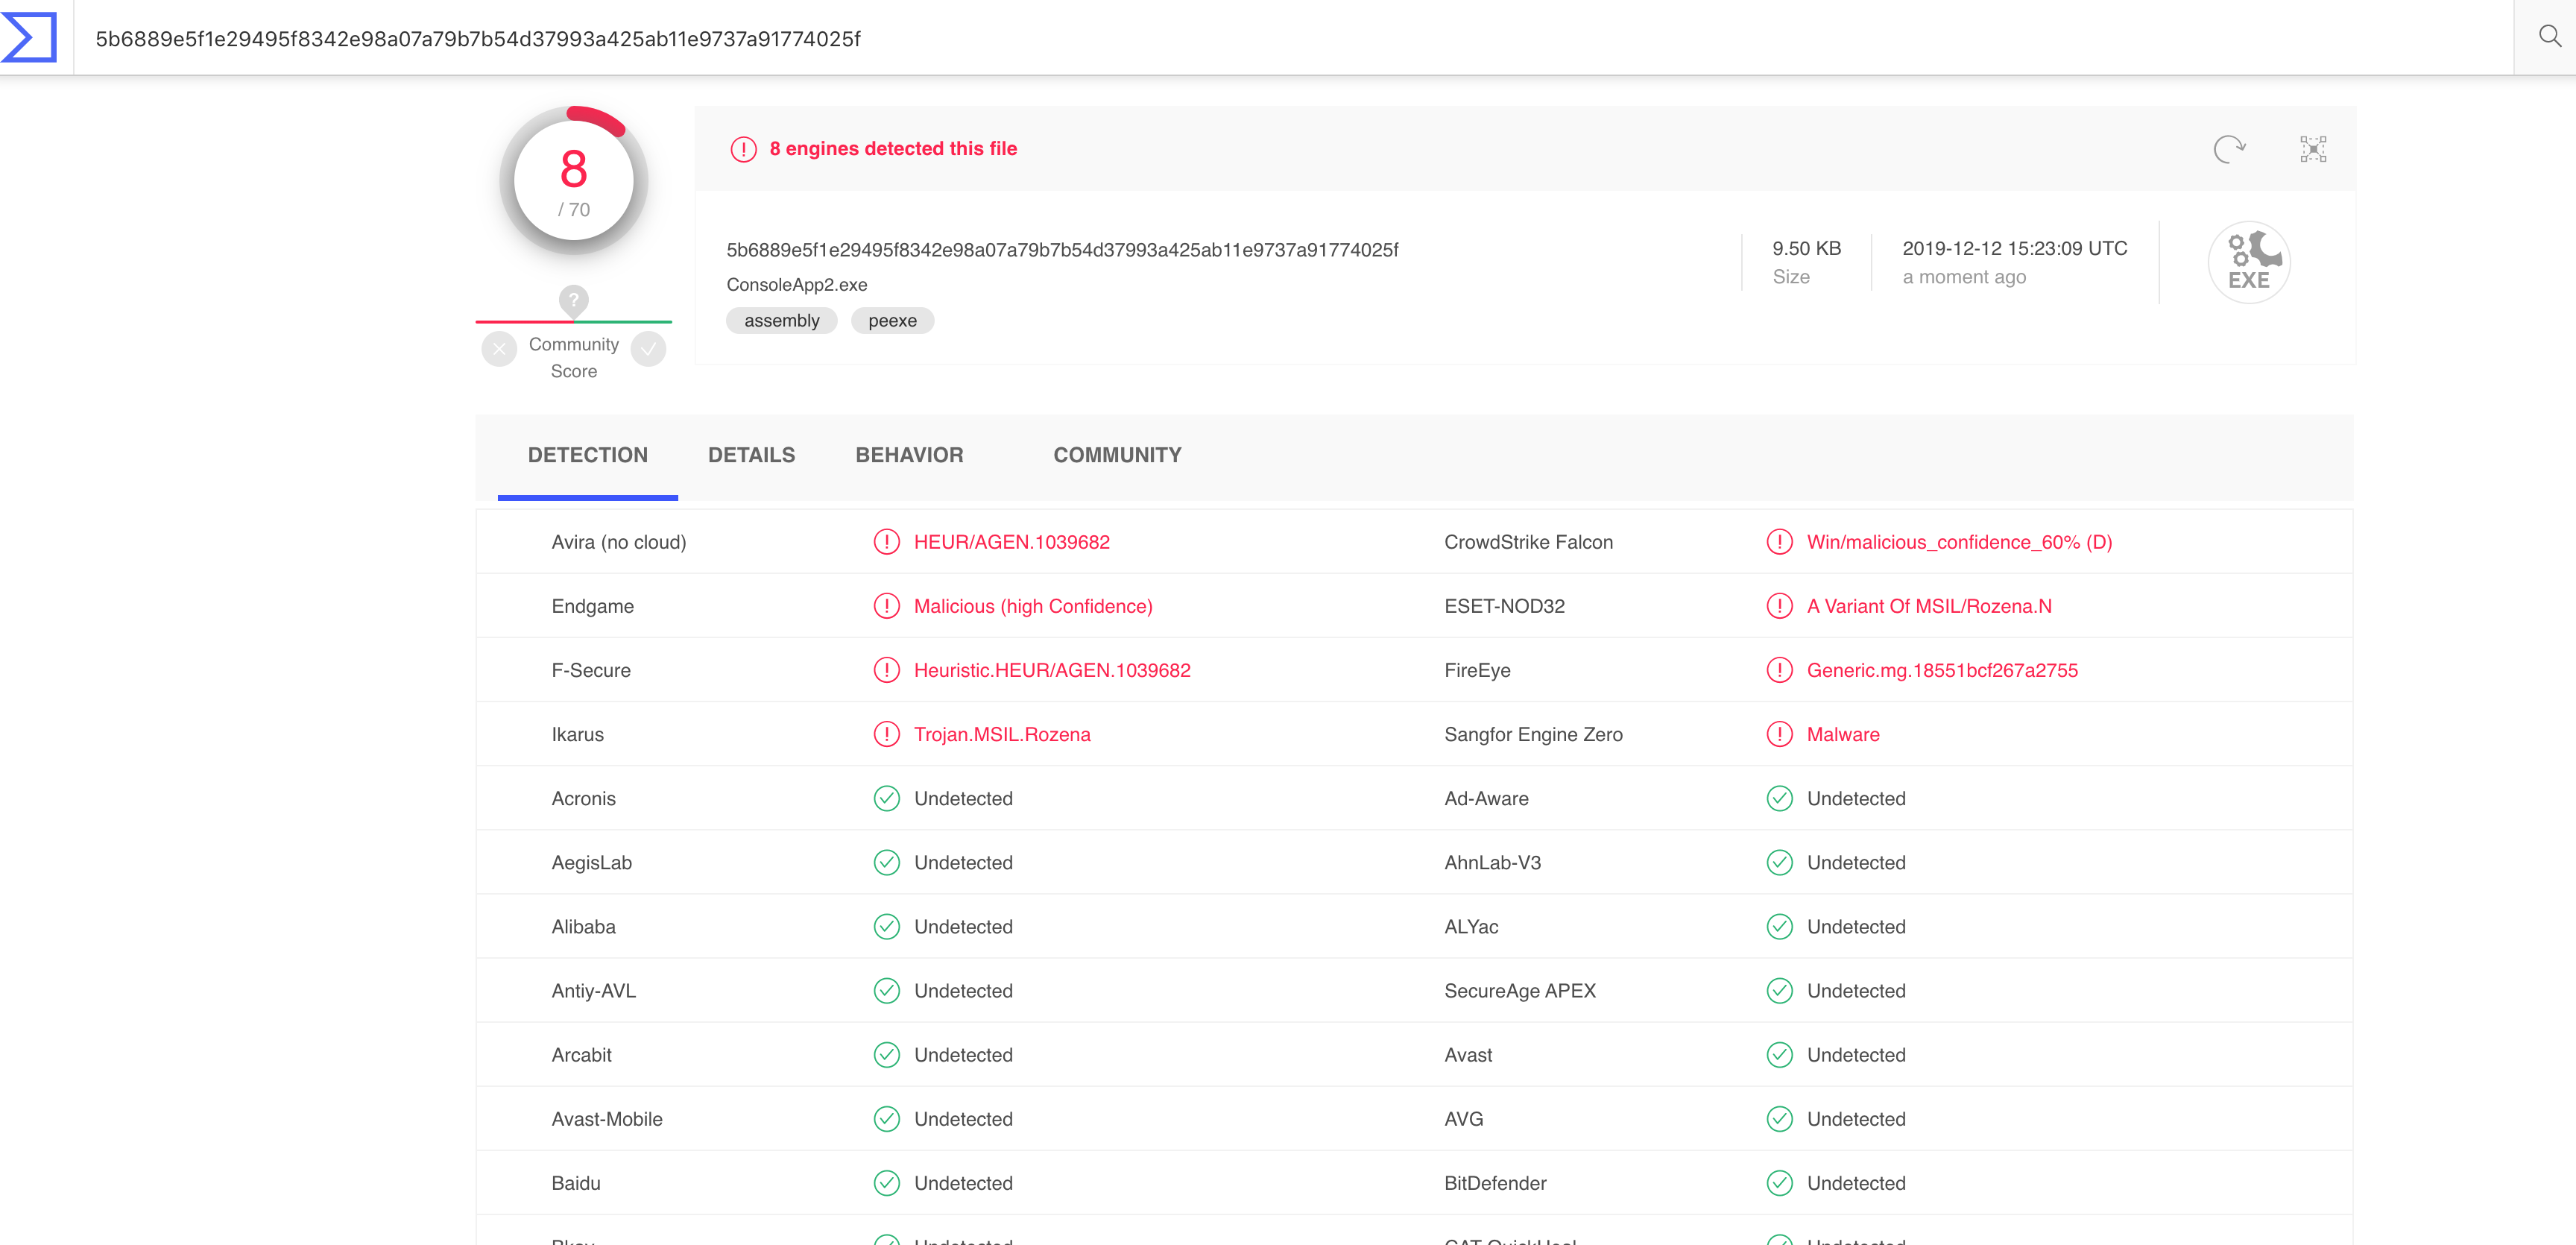 5b6889e5f1e29495f8342e98a07a79b7b54d37993a425ab11e9737a91774025f
8
/ 70
?
Community
Score
8 engines detected this file
5b6889e5f1e29495f8342e98a07a79b7b54d37993a425ab11e9737a91774025f
ConsoleApp2.exe
assembly peexe
9.50 KB
Size
2019-12-12 15:23:09 UTC
a moment ago
EXE
DETECTION DETAILS BEHAVIOR COMMUNITY
Avira (no cloud) HEUR/AGEN.1039682 CrowdStrike Falcon Win/malicious_confidence_60% (D)
Endgame Malicious (high Confidence) ESET-NOD32 A Variant Of MSIL/Rozena.N
F-Secure Heuristic.HEUR/AGEN.1039682 FireEye Generic.mg.18551bcf267a2755
Ikarus Trojan.MSIL.Rozena Sangfor Engine Zero Malware
Acronis Undetected Ad-Aware Undetected
AegisLab Undetected AhnLab-V3 Undetected
Alibaba Undetected ALYac Undetected
Antiy-AVL Undetected SecureAge APEX Undetected
Arcabit Undetected Avast Undetected
Avast-Mobile Undetected AVG Undetected
Baidu Undetected BitDefender Undetected